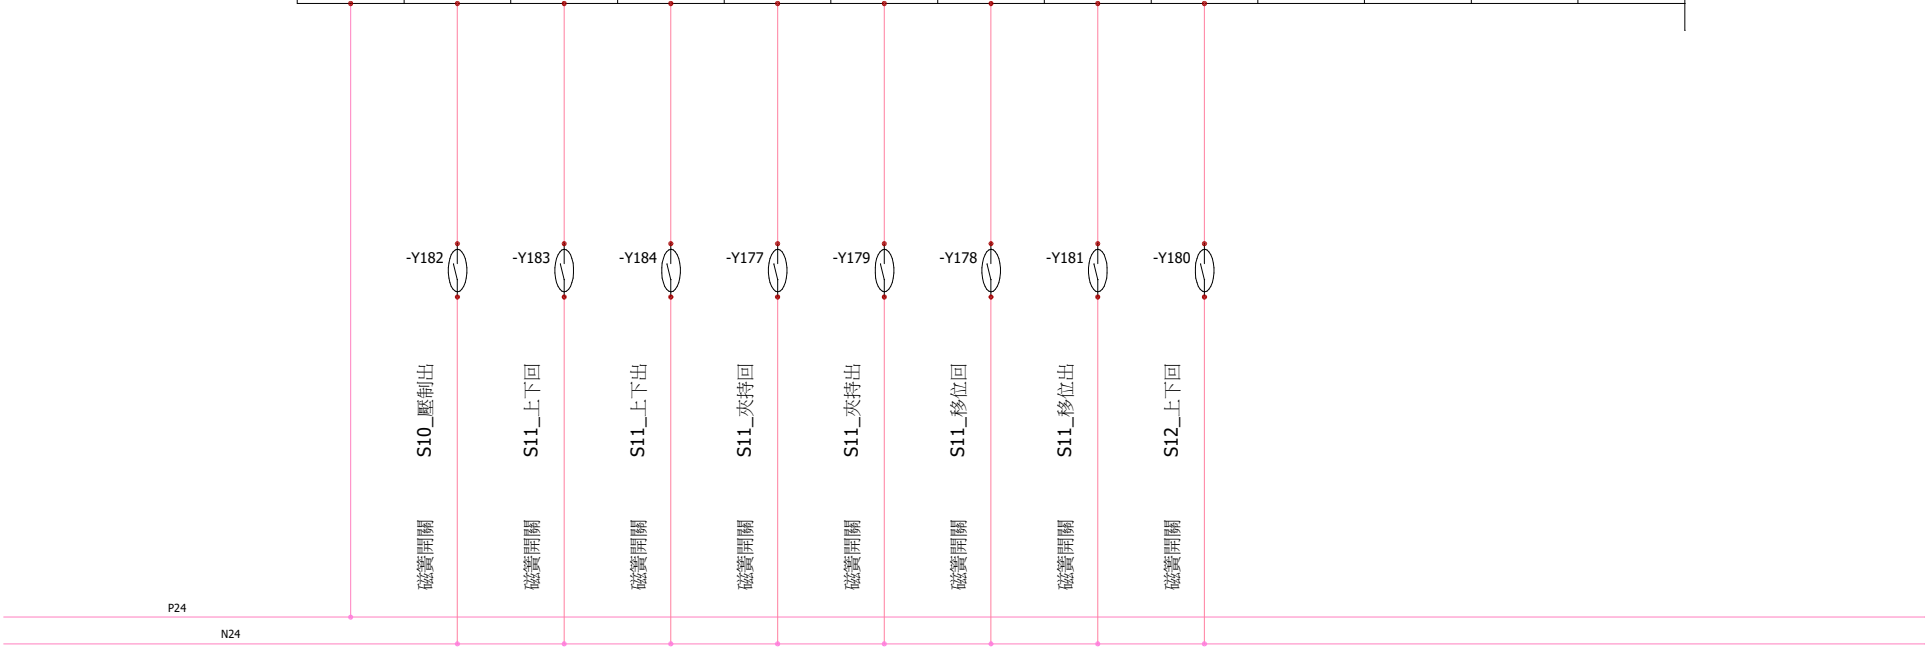 -Y182
-Y183
-Y184
-Y177
-Y179
-Y178
-Y181
-Y180
S10_壓制出
S11_上下回
S11_上下出
S11_夾持回
S11_夾持出
S11_移位回
S11_移位出
S12_上下回
磁簧開關
磁簧開關
磁簧開關
磁簧開關
磁簧開關
磁簧開關
磁簧開關
磁簧開關
P24
N24